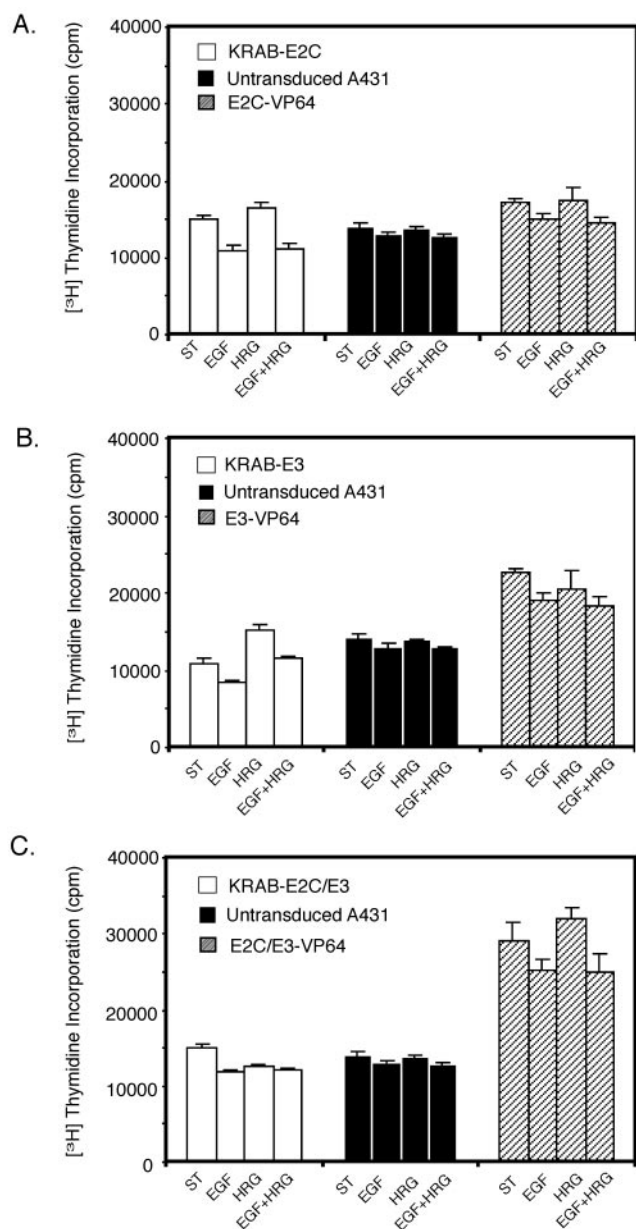 A.
[³H] Thymidine Incorporation (cpm)
40000
30000
20000
10000
0
KRAB-E2C
Untransduced A431
E2C-VP64
ST EGF HRG EGF+HRG ST EGF HRG EGF+HRG ST EGF HRG EGF+HRG
B.
[³H] Thymidine Incorporation (cpm)
40000
30000
20000
10000
0
KRAB-E3
Untransduced A431
E3-VP64
ST EGF HRG EGF+HRG ST EGF HRG EGF+HRG ST EGF HRG EGF+HRG
C.
[³H] Thymidine Incorporation (cpm)
40000
30000
20000
10000
0
KRAB-E2C/E3
Untransduced A431
E2C/E3-VP64
ST EGF HRG EGF+HRG ST EGF HRG EGF+HRG ST EGF HRG EGF+HRG